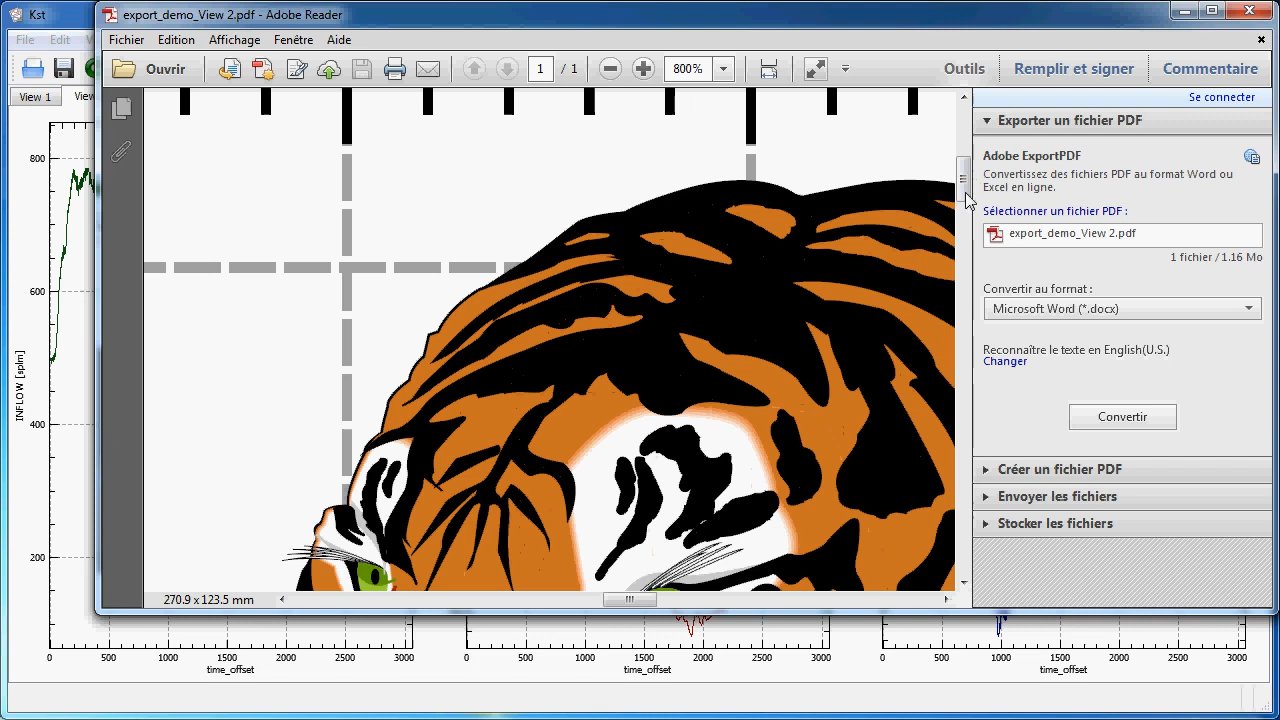 Kst
export_demo_View 2.pdf - Adobe Reader
File Edit
Fichier Edition Affichage Fenêtre Aide
Ouvrir 1 / 1 800% Outils Remplir et signer Commentaire
View 1
Se connecter
Exporter un fichier PDF
Adobe ExportPDF
Convertissez des fichiers PDF au format Word ou
Excel en ligne.
Sélectionner un fichier PDF :
export_demo_View 2.pdf
1 fichier / 1.16 Mo
Convertir au format :
Microsoft Word (*.docx)
Reconnaître le texte en English(U.S.)
Changer
Convertir
Créer un fichier PDF
Envoyer les fichiers
Stocker les fichiers
270.9 x 123.5 mm
800
600
400
200
INFLOW [splm]
0 500 1000 1500 2000 2500 3000
time_offset
0 500 1000 1500 2000 2500 3000
time_offset
0 500 1000 1500 2000 2500 3000
time_offset